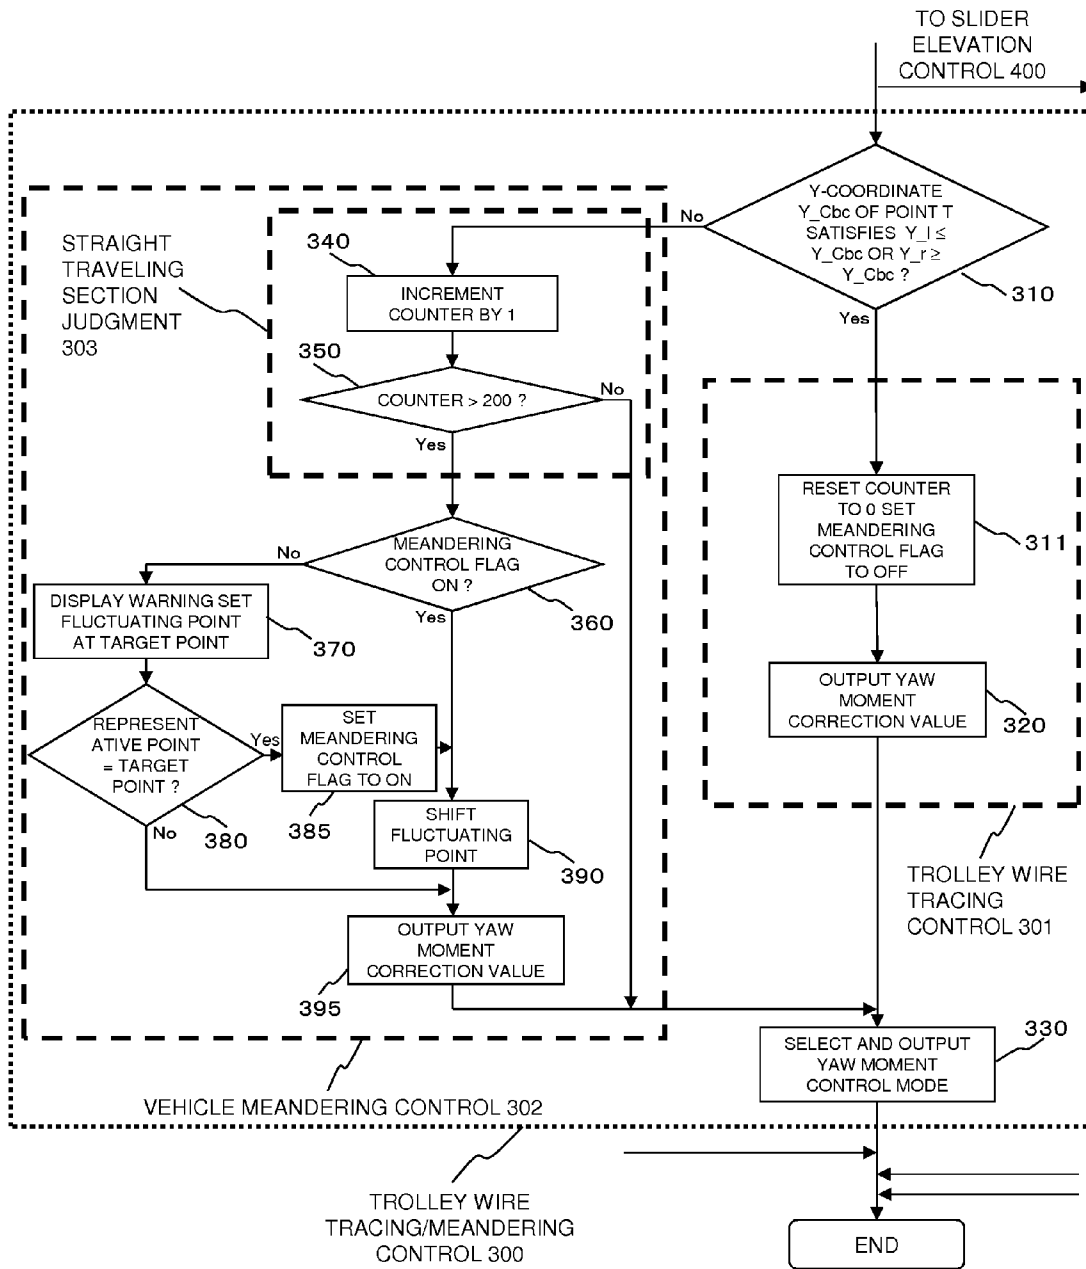 TO SLIDER
ELEVATION
CONTROL 400
Y-COORDINATE
Y_Cbc OF POINT T
SATISFIES Y_l ≤
Y_Cbc OR Y_r ≥
Y_Cbc ?
310
No
Yes
STRAIGHT
TRAVELING
SECTION
JUDGMENT
303
340
INCREMENT
COUNTER BY 1
350
COUNTER > 200 ?
No
Yes
RESET COUNTER
TO 0 SET
MEANDERING
CONTROL FLAG
TO OFF
311
MEANDERING
CONTROL FLAG
ON ?
360
No
Yes
DISPLAY WARNING SET
FLUCTUATING POINT
AT TARGET POINT
370
OUTPUT YAW
MOMENT
CORRECTION VALUE
320
REPRESENT
ATIVE POINT
= TARGET
POINT ?
380
Yes
No
SET
MEANDERING
CONTROL
FLAG TO ON
385
SHIFT
FLUCTUATING
POINT
390
TROLLEY WIRE
TRACING
CONTROL 301
OUTPUT YAW
MOMENT
CORRECTION VALUE
395
SELECT AND OUTPUT
YAW MOMENT
CONTROL MODE
330
VEHICLE MEANDERING CONTROL 302
TROLLEY WIRE
TRACING/MEANDERING
CONTROL 300
END